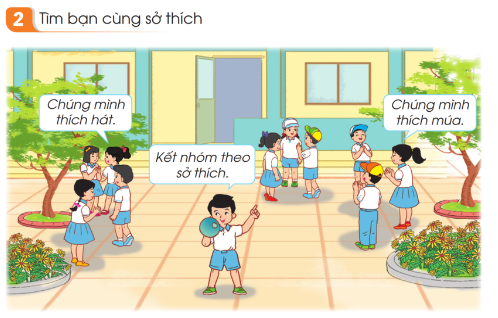 2 Tìm bạn cùng sở thích
Chúng mình
thích hát.
Kết nhóm theo
sở thích.
Chúng mình
thích múa.